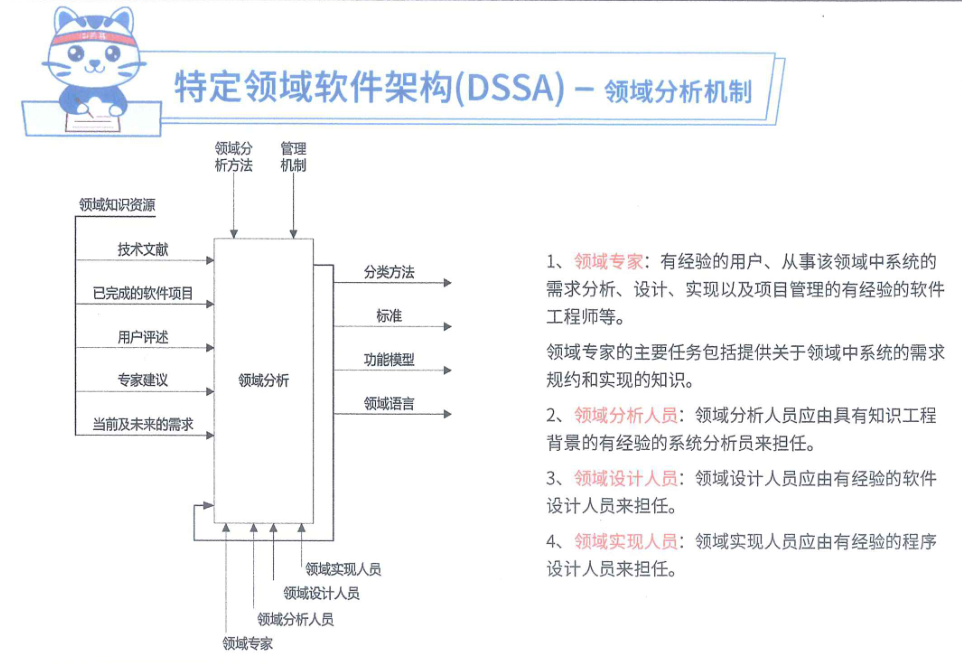 特定领域软件架构(DSSA) – 领域分析机制
领域分
析方法
管理
机制
领域知识资源
技术文献
已完成的软件项目
用户评述
专家建议
当前及未来的需求
领域分析
分类方法
标准
功能模型
领域语言
领域实现人员
领域设计人员
领域分析人员
领域专家
1、领域专家：有经验的用户、从事该领域中系统的
需求分析、设计、实现以及项目管理的有经验的软件
工程师等。
领域专家的主要任务包括提供关于领域中系统的需求
规约和实现的知识。
2、领域分析人员：领域分析人员应由具有知识工程
背景的有经验的系统分析员来担任。
3、领域设计人员：领域设计人员应由有经验的软件
设计人员来担任。
4、领域实现人员：领域实现人员应由有经验的程序
设计人员来担任。